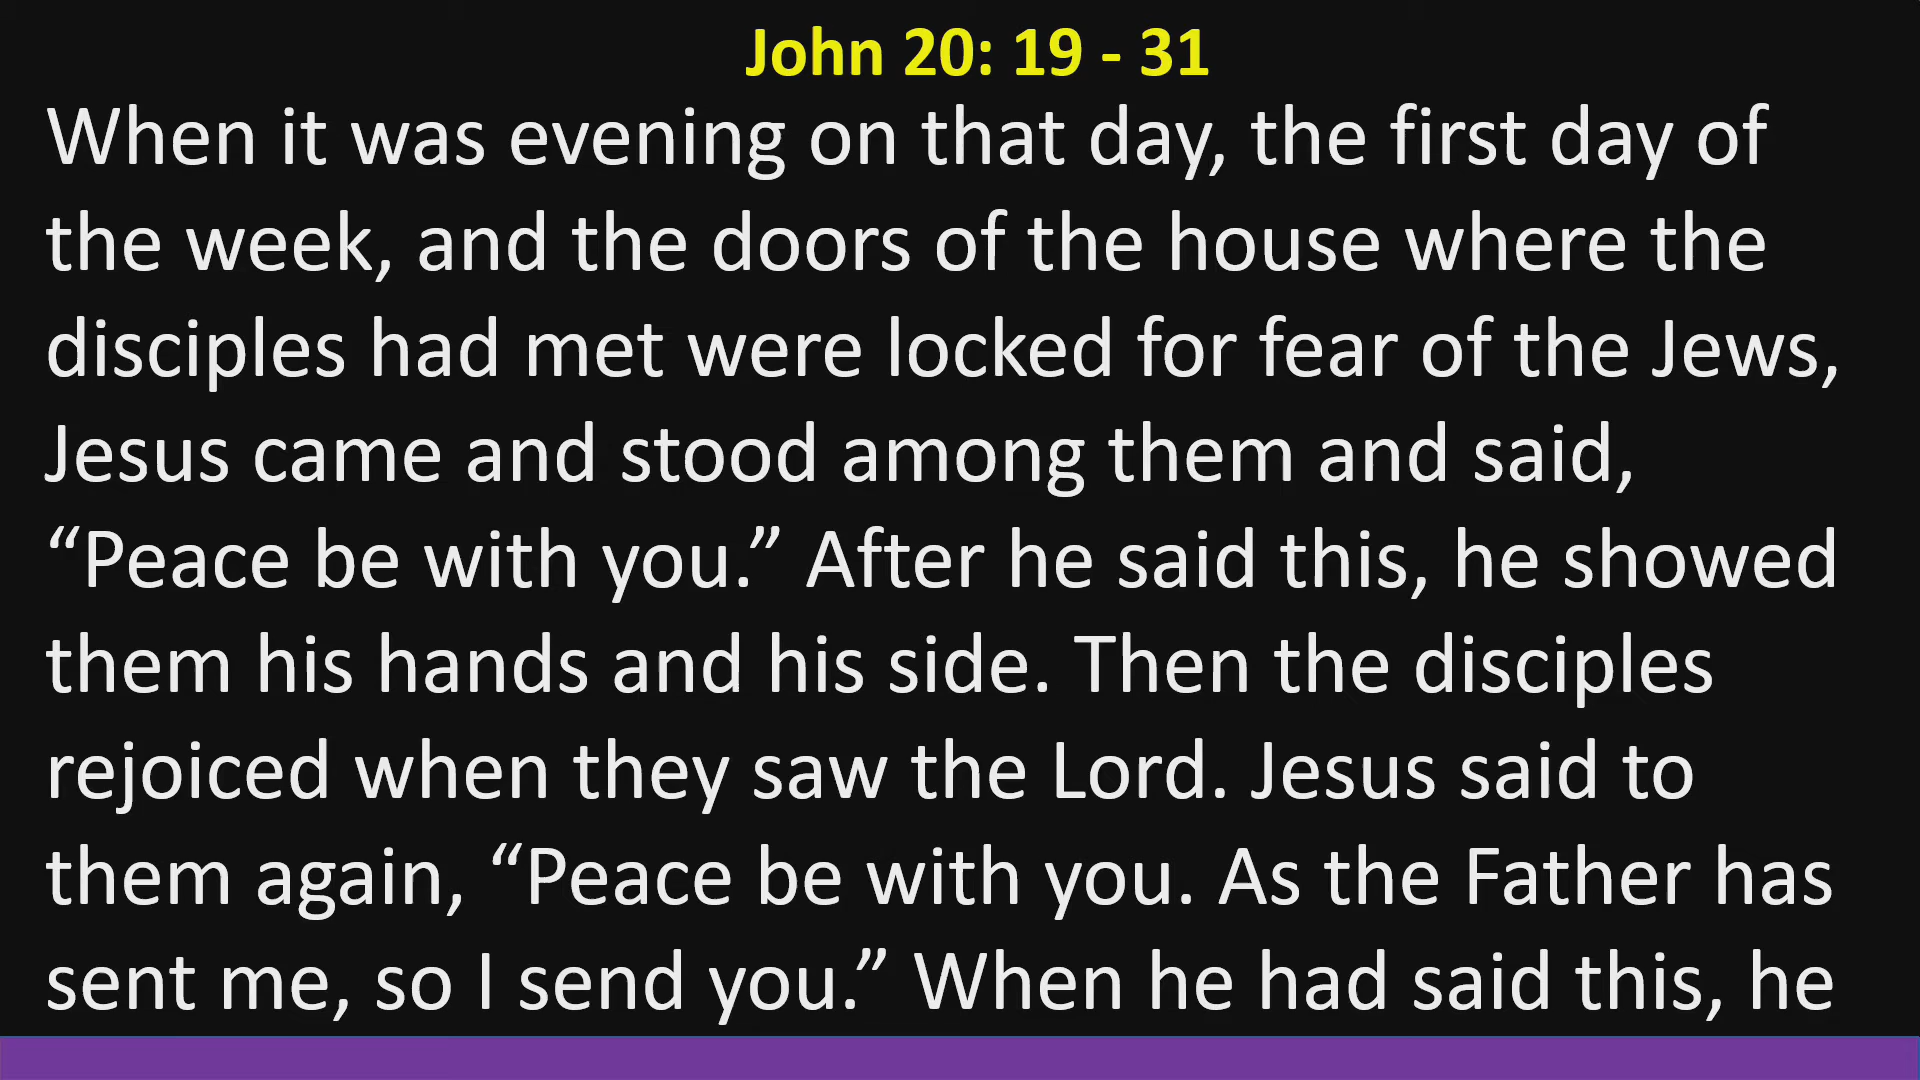 John 20: 19 - 31
When it was evening on that day, the first day of
the week, and the doors of the house where the
disciples had met were locked for fear of the Jews,
Jesus came and stood among them and said,
“Peace be with you.” After he said this, he showed
them his hands and his side. Then the disciples
rejoiced when they saw the Lord. Jesus said to
them again, “Peace be with you. As the Father has
sent me, so I send you.” When he had said this, he